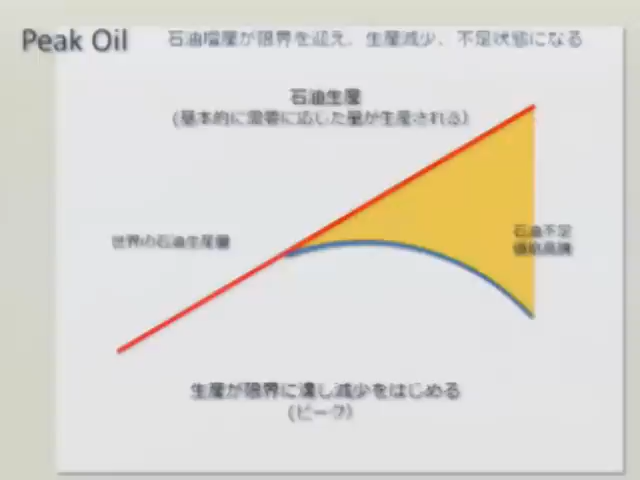 Peak Oil 石油増産が限界を迎え、生産減少、不足状態になる
石油生産
(基本的に需要に応じた量が生産される)
世界の石油生産量
石油不足
価格高騰
生産が限界に達し減少をはじめる
(ピーク)